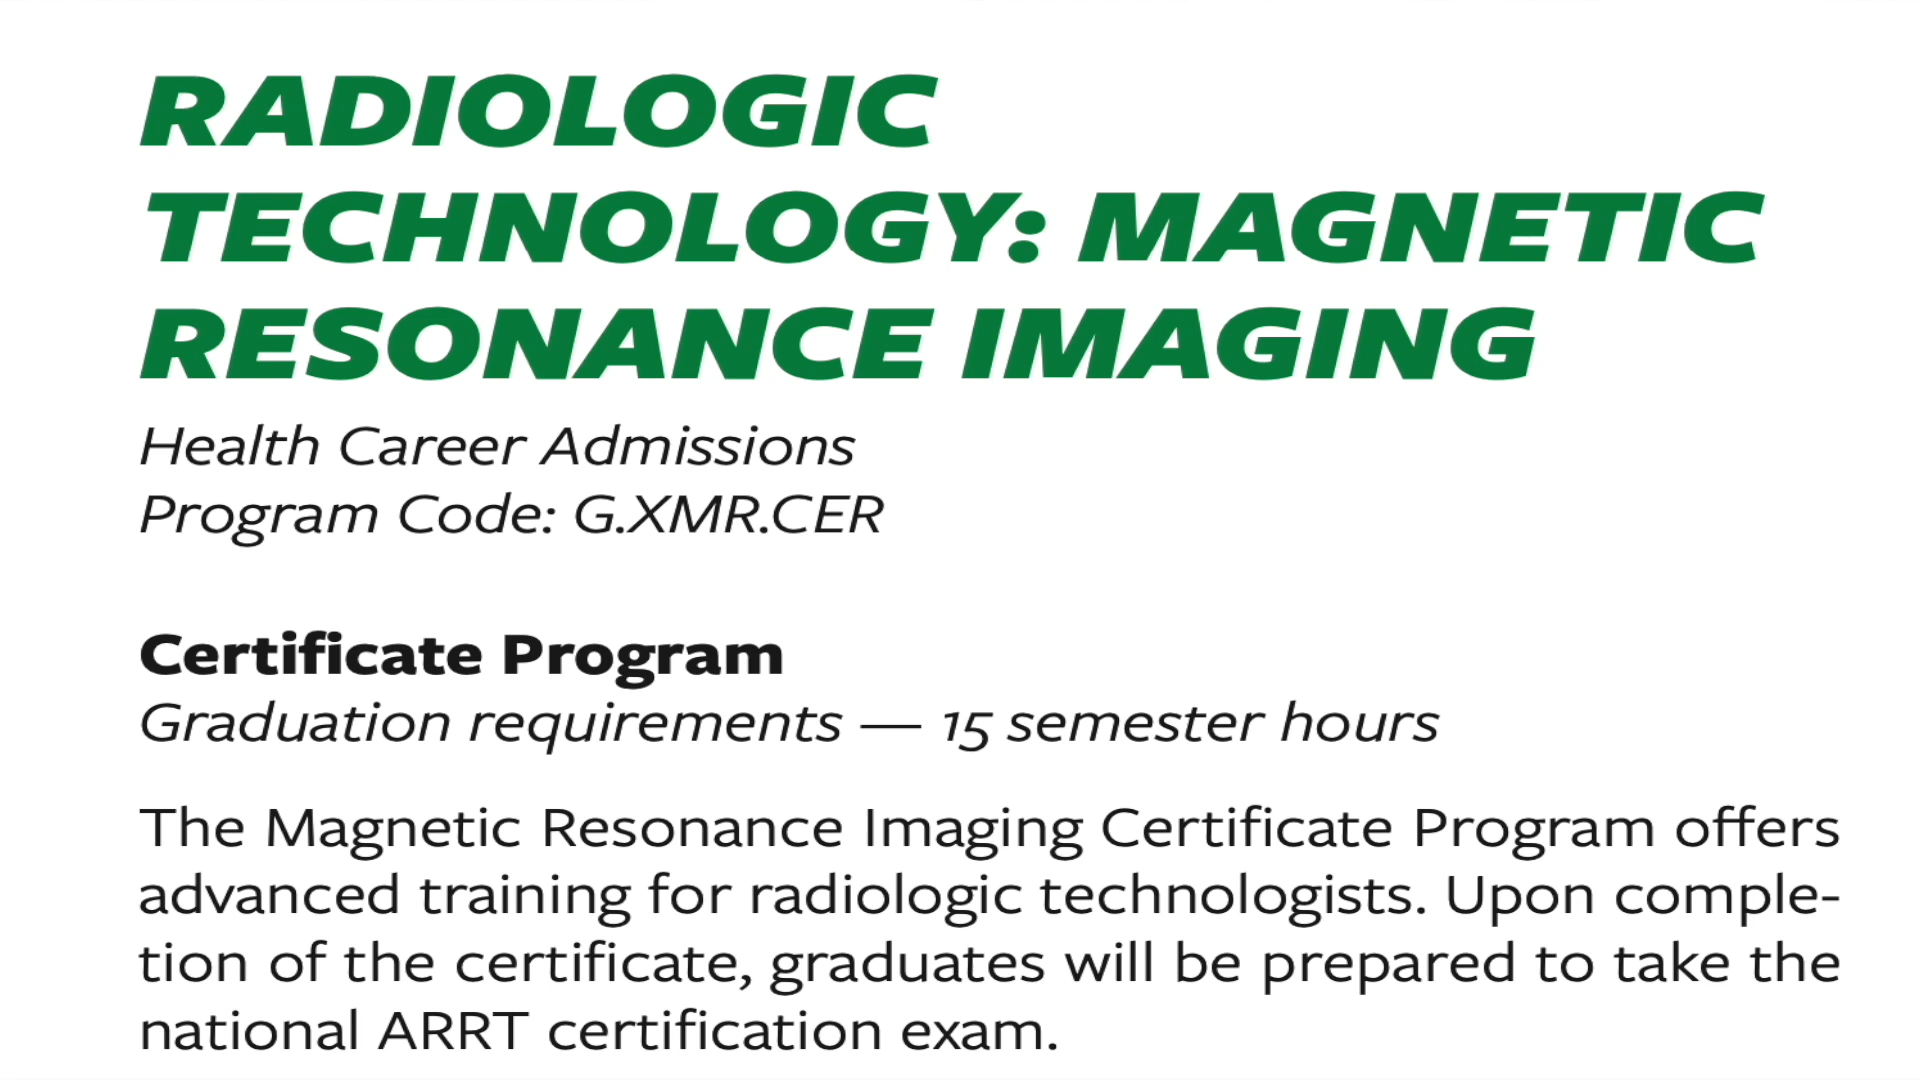 RADIOLOGIC
TECHNOLOGY: MAGNETIC
RESONANCE IMAGING
Health Career Admissions
Program Code: G.XMR.CER
Certificate Program
Graduation requirements — 15 semester hours
The Magnetic Resonance Imaging Certificate Program offers
advanced training for radiologic technologists. Upon comple-
tion of the certificate, graduates will be prepared to take the
national ARRT certification exam.